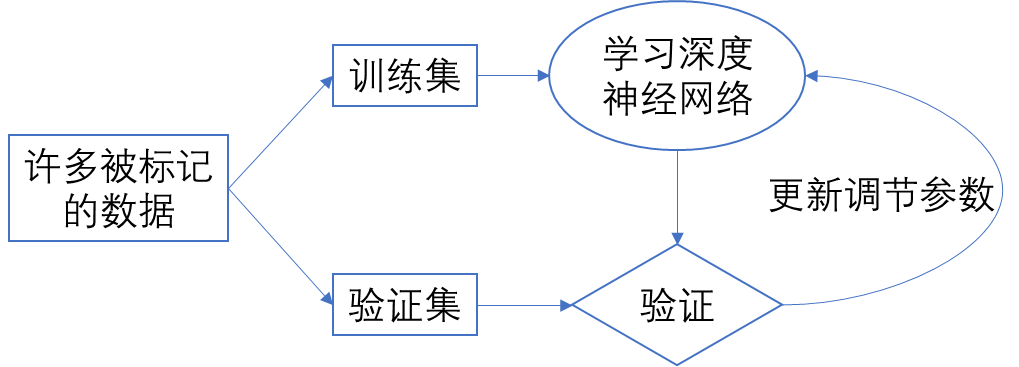 许多被标记
的数据
训练集
验证集
学习深度
神经网络
验证
更新调节参数